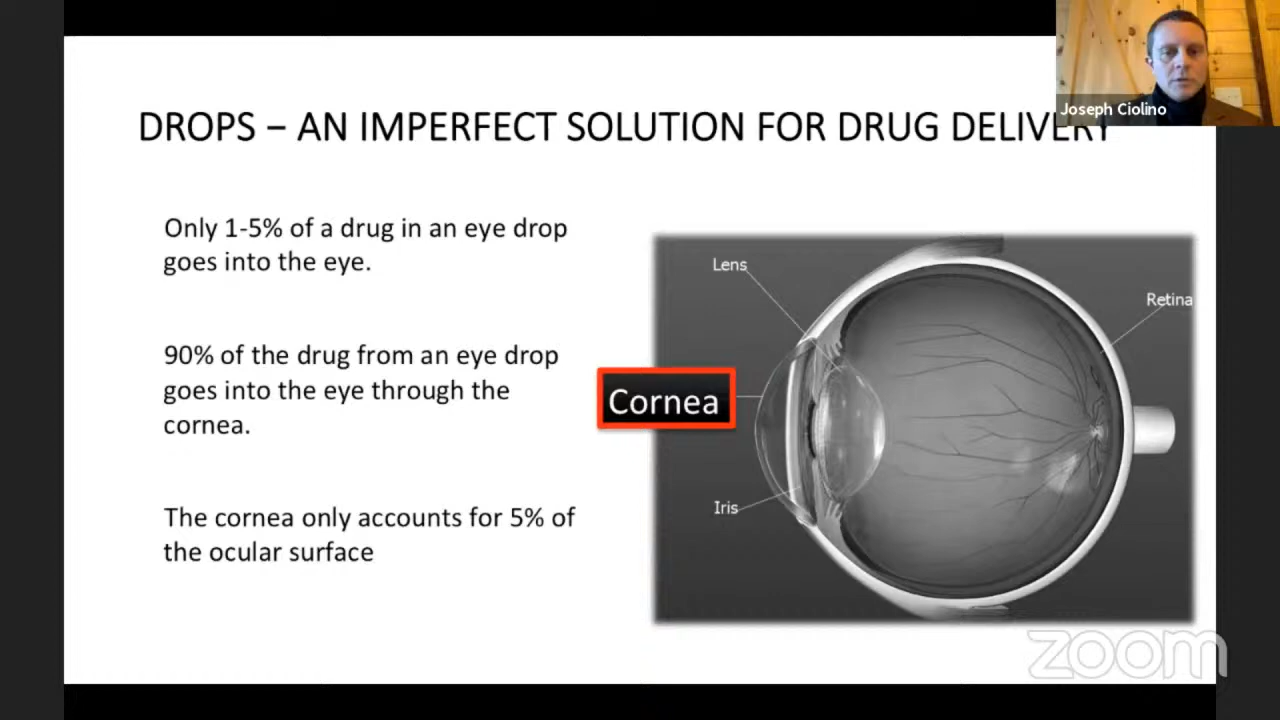 Joseph Ciolino
DROPS – AN IMPERFECT SOLUTION FOR DRUG DELIVERY
Only 1-5% of a drug in an eye drop
goes into the eye.
90% of the drug from an eye drop
goes into the eye through the
cornea.
The cornea only accounts for 5% of
the ocular surface
Lens
Retina
Cornea
Iris
zoom